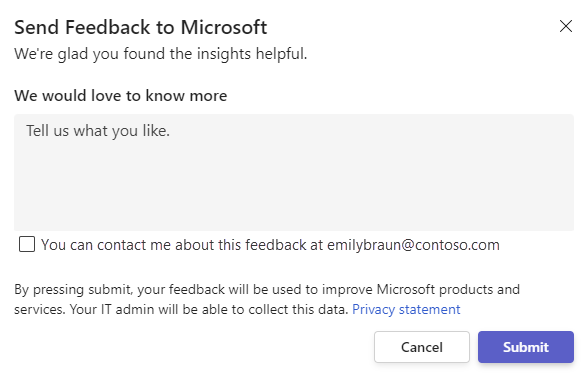 Send Feedback to Microsoft
We're glad you found the insights helpful.
We would love to know more
Tell us what you like.
You can contact me about this feedback at emilybraun@contoso.com
By pressing submit, your feedback will be used to improve Microsoft products and
services. Your IT admin will be able to collect this data. Privacy statement
Cancel
Submit